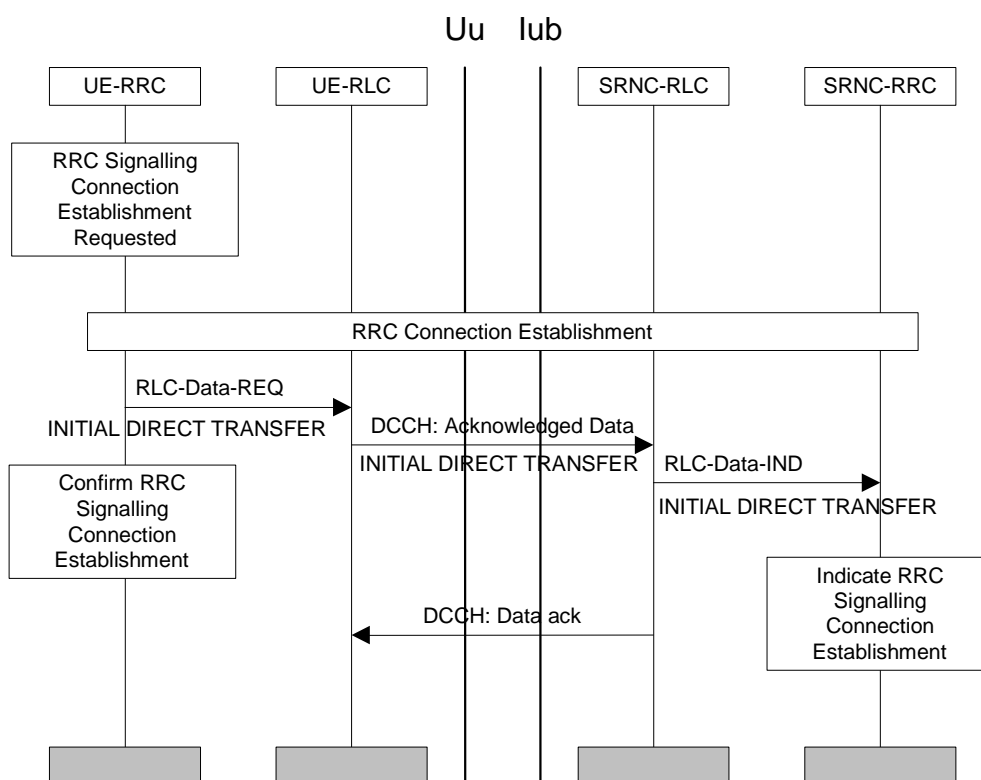 Uu Iub
UE-RRC UE-RLC SRNC-RLC SRNC-RRC
RRC Signalling
Connection
Establishment
Requested
RRC Connection Establishment
RLC-Data-REQ
INITIAL DIRECT TRANSFER
DCCH: Acknowledged Data
INITIAL DIRECT TRANSFER
RLC-Data-IND
INITIAL DIRECT TRANSFER
Confirm RRC
Signalling
Connection
Establishment
Indicate RRC
Signalling
Connection
Establishment
DCCH: Data ack